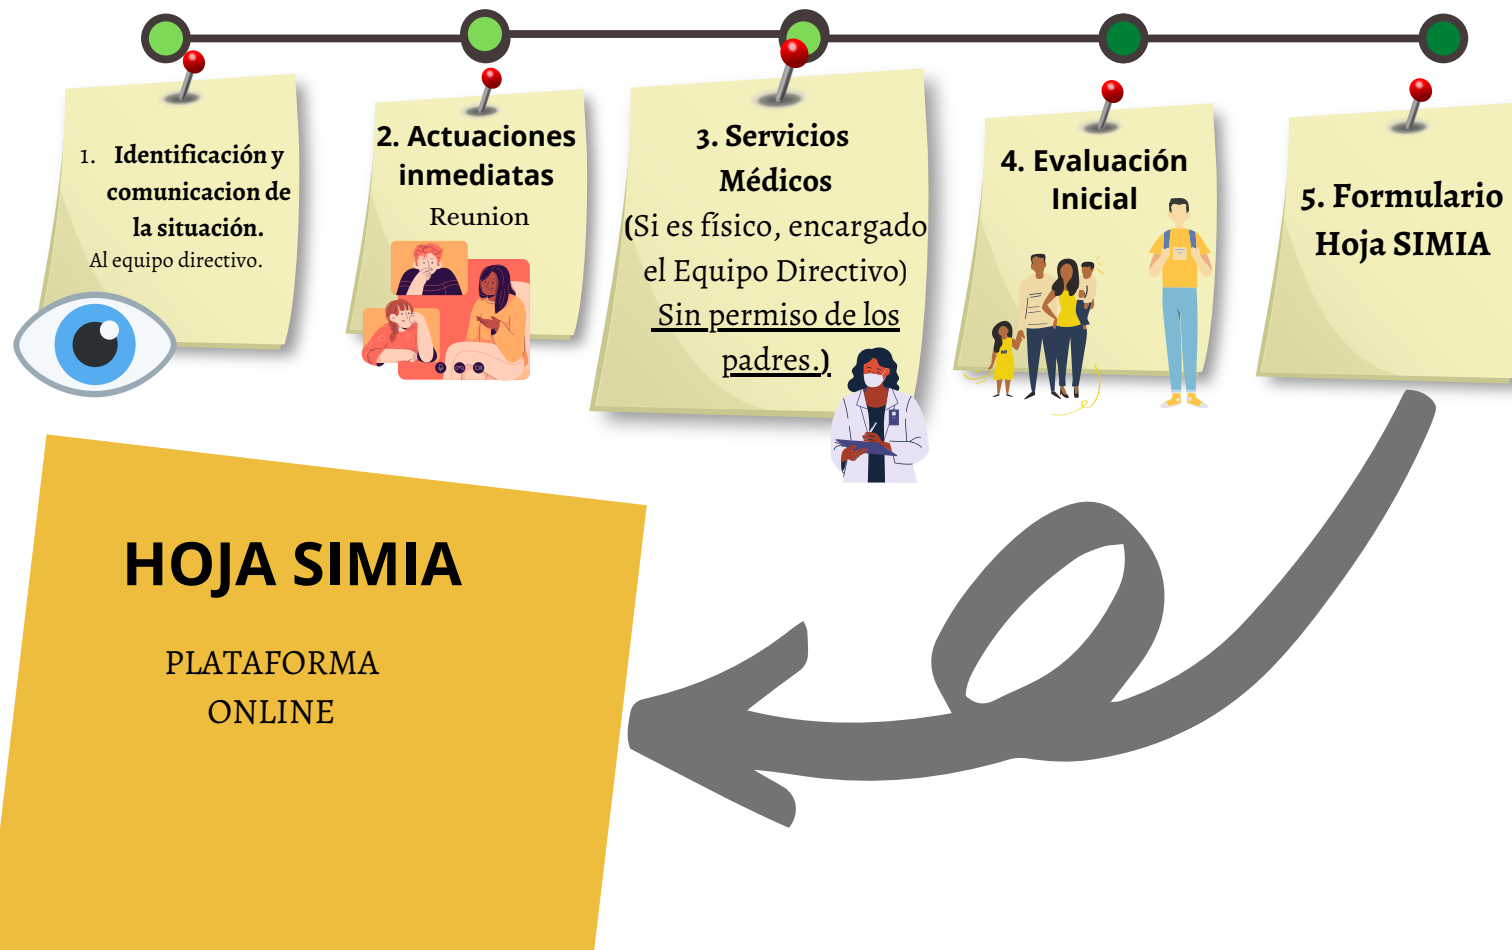 1. Identificación y
comunicacion de
la situación.
Al equipo directivo.
2. Actuaciones
inmediatas
Reunion
3. Servicios
Médicos
(Si es físico, encargado
el Equipo Directivo)
Sin permiso de los
padres.)
4. Evaluación
Inicial
5. Formulario
Hoja SIMIA
HOJA SIMIA
PLATAFORMA
ONLINE